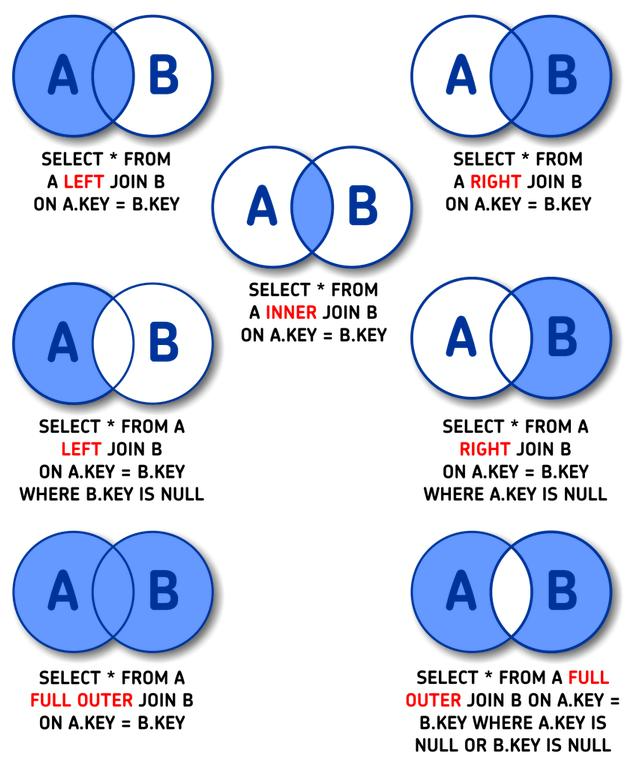 A B
SELECT * FROM
A LEFT JOIN B
ON A.KEY = B.KEY
A B
SELECT * FROM
A RIGHT JOIN B
ON A.KEY = B.KEY
A B
SELECT * FROM
A INNER JOIN B
ON A.KEY = B.KEY
A B
SELECT * FROM A
LEFT JOIN B
ON A.KEY = B.KEY
WHERE B.KEY IS NULL
A B
SELECT * FROM A
RIGHT JOIN B
ON A.KEY = B.KEY
WHERE A.KEY IS NULL
A B
SELECT * FROM A
FULL OUTER JOIN B
ON A.KEY = B.KEY
A B
SELECT * FROM A FULL
OUTER JOIN B ON A.KEY =
B.KEY WHERE A.KEY IS
NULL OR B.KEY IS NULL